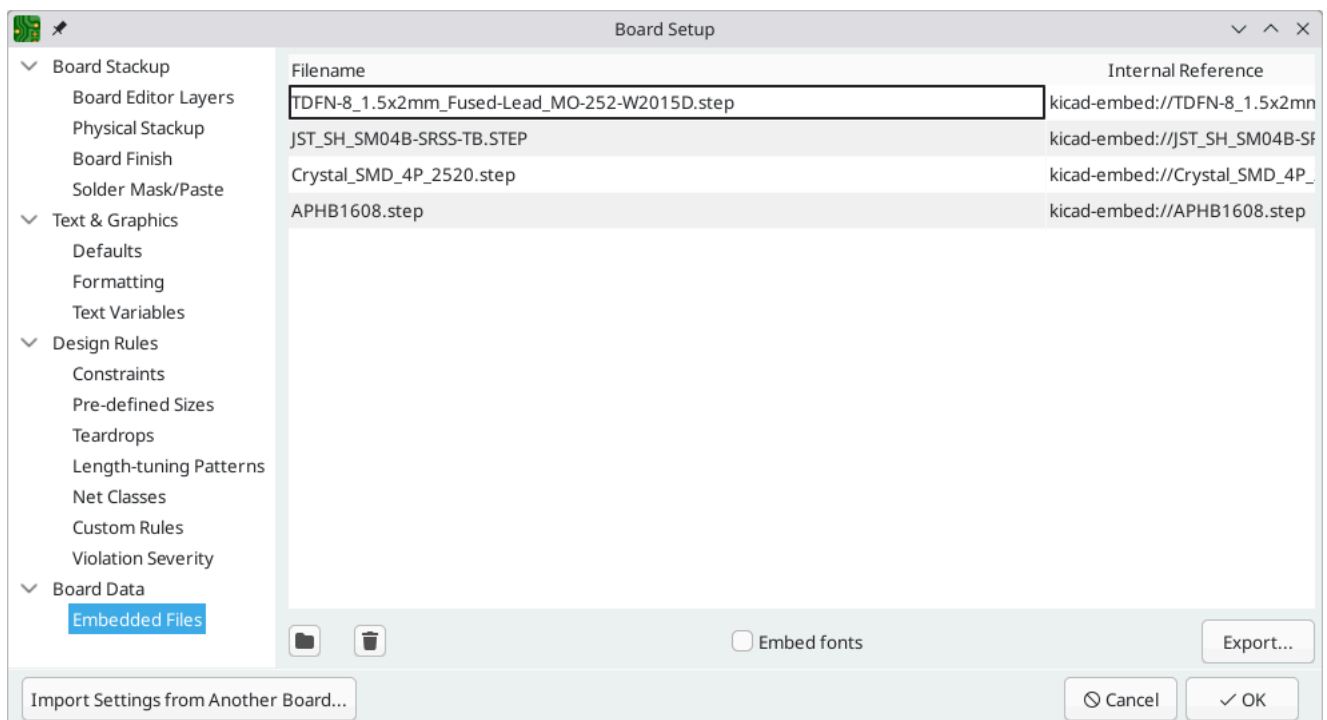 Board Setup
Board Stackup
Board Editor Layers
Physical Stackup
Board Finish
Solder Mask/Paste
Text & Graphics
Defaults
Formatting
Text Variables
Design Rules
Constraints
Pre-defined Sizes
Teardrops
Length-tuning Patterns
Net Classes
Custom Rules
Violation Severity
Board Data
Embedded Files
Filename Internal Reference
TDFN-8_1.5x2mm_Fused-Lead_MO-252-W2015D.step kicad-embed://TDFN-8_1.5x2mm
JST_SH_SM04B-SRSS-TB.STEP kicad-embed://JST_SH_SM04B-SR
Crystal_SMD_4P_2520.step kicad-embed://Crystal_SMD_4P_
APHB1608.step kicad-embed://APHB1608.step
Embed fonts
Export...
Import Settings from Another Board...
Cancel
OK